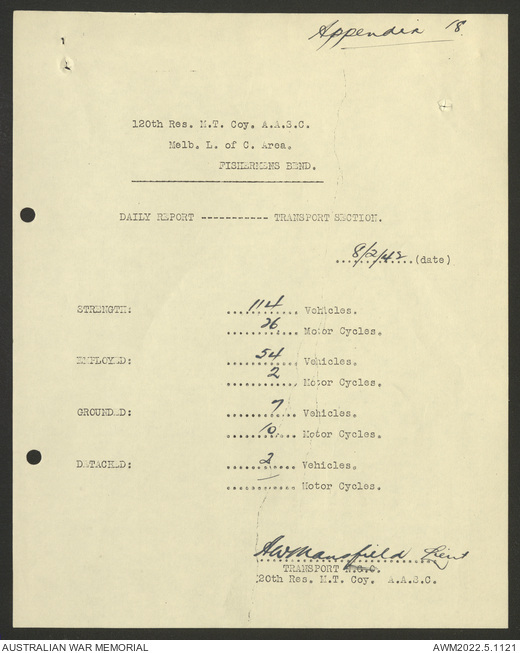 Appendix 18
120th Res. M.T. Coy. A.A.S.C.
Melb. L. of C. Area.
FISHERMENS BEND.
DAILY REPORT ----------- TRANSPORT SECTION.
8/2/42 (date)
STRENGTH: 114 Vehicles.
26 Motor Cycles.
EMPLOYED: 54 Vehicles.
2 Motor Cycles.
GROUNDED: 7 Vehicles.
10 Motor Cycles.
DETACHED: 2 Vehicles.
— Motor Cycles.
AW Mansfield Lieut
TRANSPORT N.C.O.
120th Res. M.T. Coy. A.A.S.C.
AUSTRALIAN WAR MEMORIAL
AWM2022.5.1121